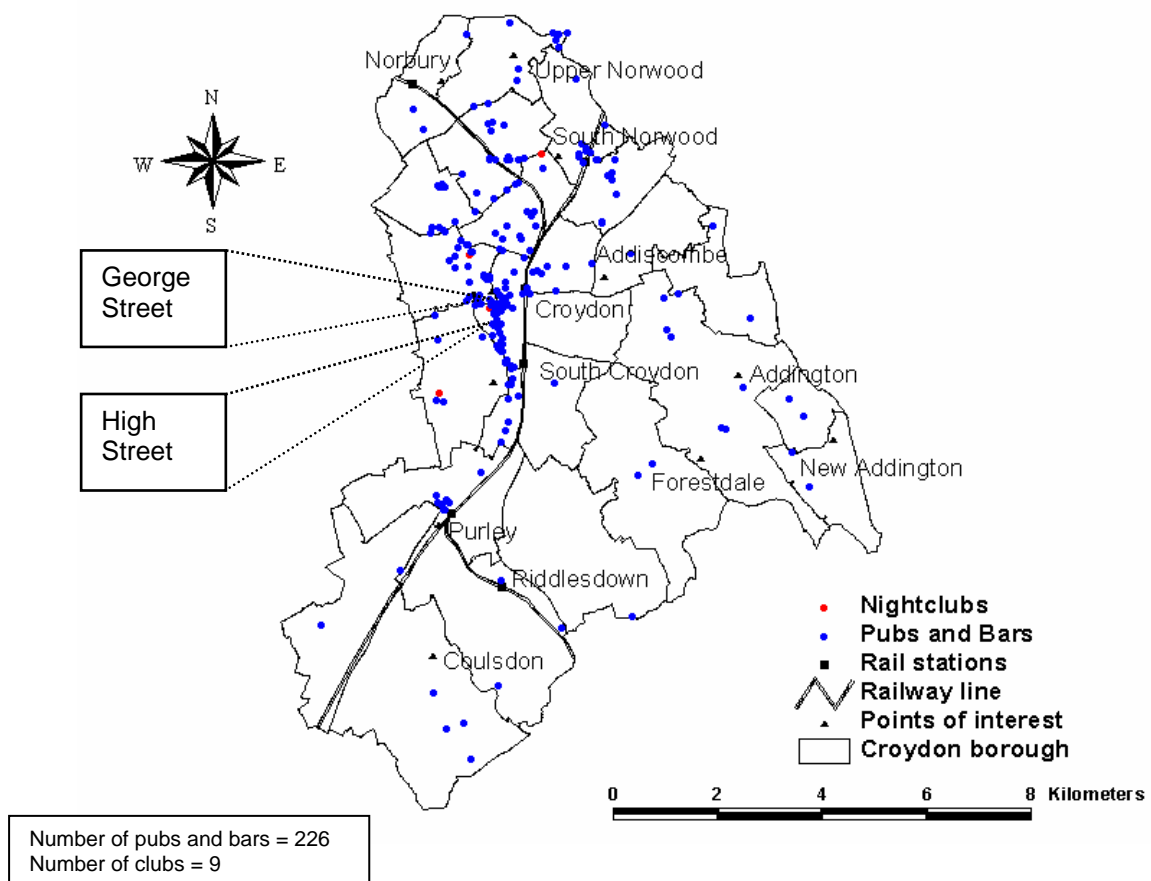 N
W E
S
Norbury
Upper Norwood
South Norwood
Addiscombe
George
Street
Croydon
South Croydon
Addington
High
Street
New Addington
Forestdale
Purley
Riddlesdown
Coulsdon
Nightclubs
Pubs and Bars
Rail stations
Railway line
Points of interest
Croydon borough
0 2 4 6 8 Kilometers
Number of pubs and bars = 226
Number of clubs = 9